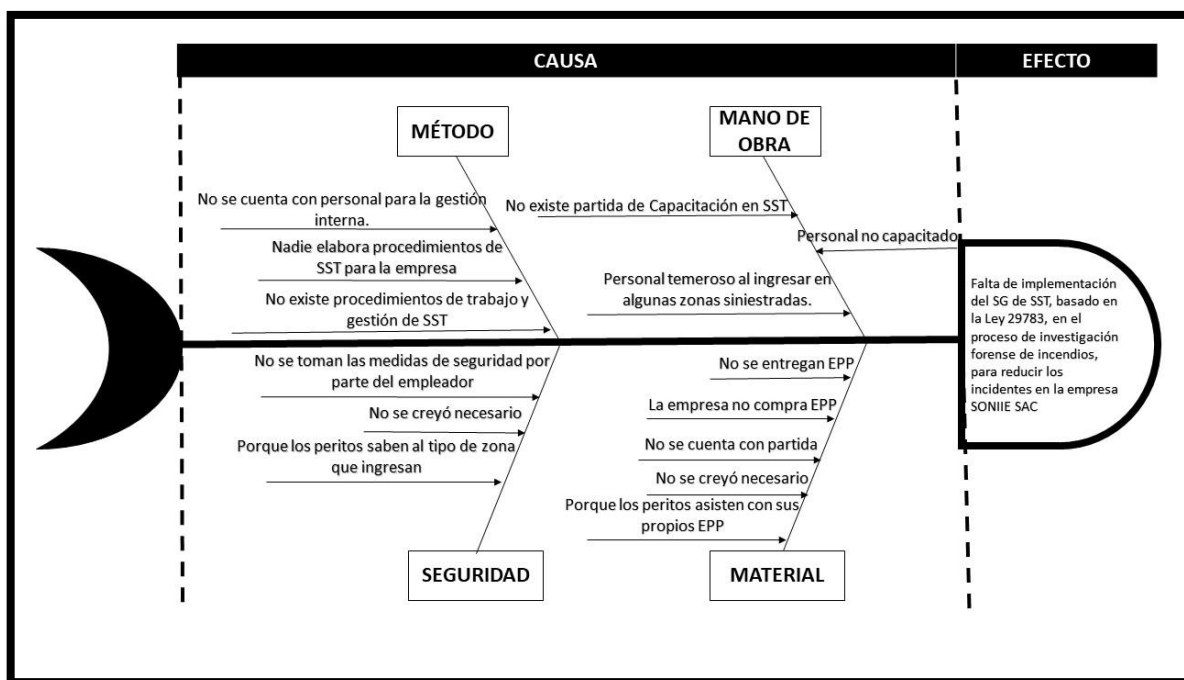 CAUSA
EFECTO
MÉTODO
MANO DE
OBRA
No se cuenta con personal para la gestión
interna.
Nadie elabora procedimientos de
SST para la empresa
No existe procedimientos de trabajo y
gestión de SST
No existe partida de Capacitación en SST
Personal no capacitado
Personal temeroso al ingresar en
algunas zonas siniestradas.
Falta de implementación
del SG de SST, basado en
la Ley 29783, en el
proceso de investigación
forense de incendios,
para reducir los
incidentes en la empresa
SONIIE SAC
No se toman las medidas de seguridad por
parte del empleador
No se creyó necesario
Porque los peritos saben al tipo de zona
que ingresan
No se entregan EPP
La empresa no compra EPP
No se cuenta con partida
No se creyó necesario
Porque los peritos asisten con sus
propios EPP
SEGURIDAD
MATERIAL